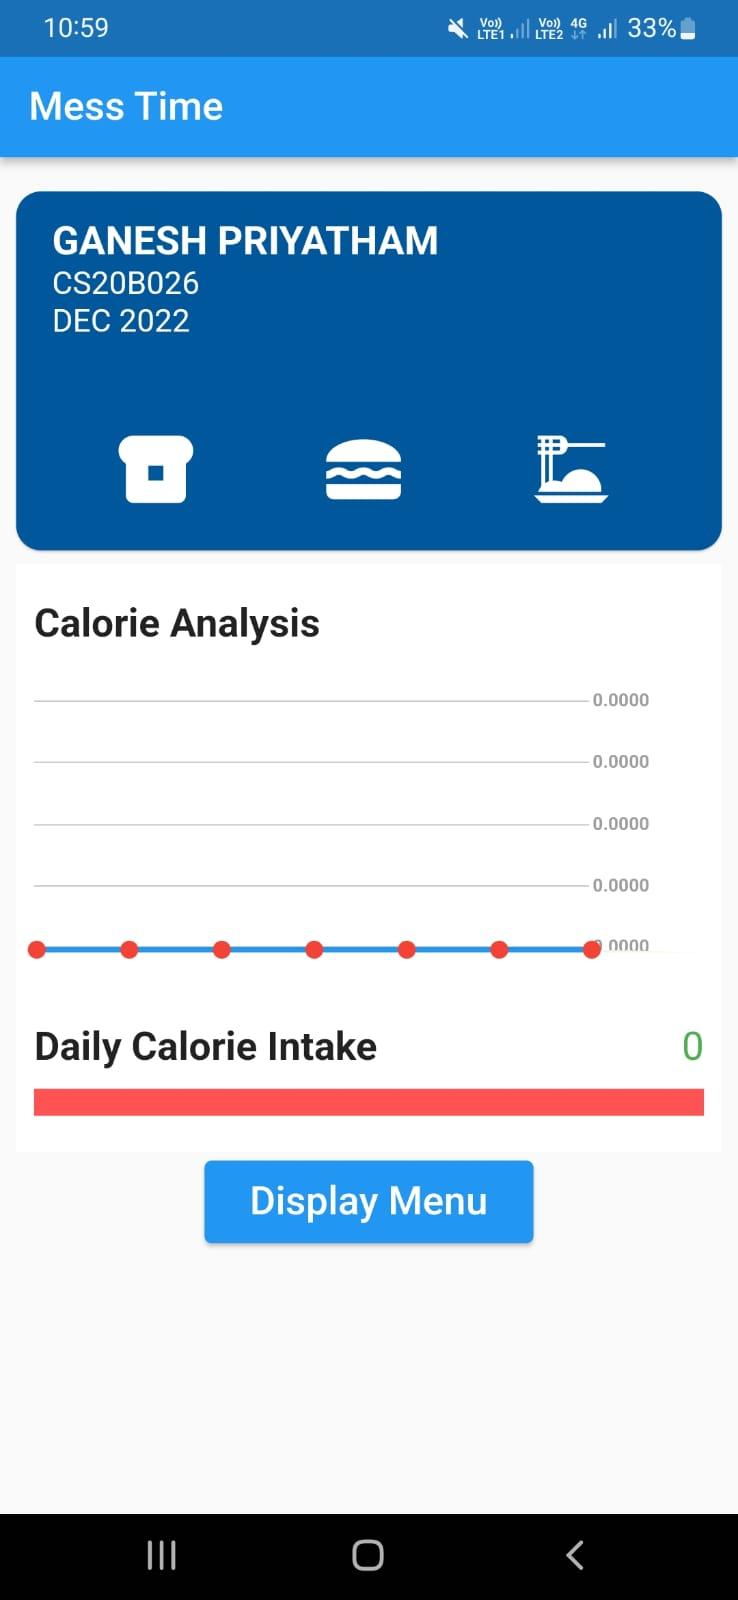 10:59
Vo)) LTE1 Vo)) LTE2 4G 33%
Mess Time
GANESH PRIYATHAM
CS20B026
DEC 2022
Calorie Analysis
0.0000
0.0000
0.0000
0.0000
0.0000
Daily Calorie Intake 0
Display Menu